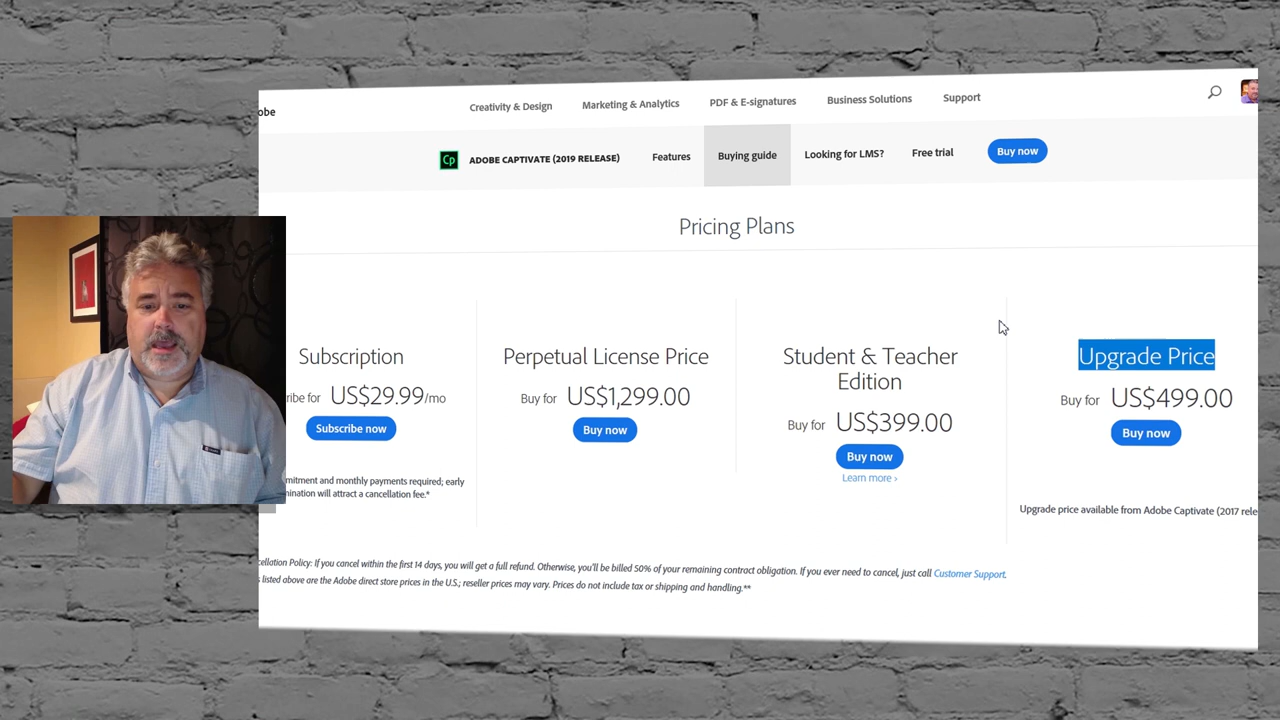 obe
Creativity & Design
Marketing & Analytics
PDF & E-signatures
Business Solutions
Support
Cp
ADOBE CAPTIVATE (2019 RELEASE)
Features
Buying guide
Looking for LMS?
Free trial
Buy now
Pricing Plans
Subscription
ribe for US$29.99/mo
Subscribe now
mitment and monthly payments required; early
mination will attract a cancellation fee.*
Perpetual License Price
Buy for US$1,299.00
Buy now
Student & Teacher
Edition
Buy for US$399.00
Buy now
Learn more ›
Upgrade Price
Buy for US$499.00
Buy now
Upgrade price available from Adobe Captivate (2017 rele
cellation Policy: If you cancel within the first 14 days, you will get a full refund. Otherwise, you'll be billed 50% of your remaining contract obligation. If you ever need to cancel, just call Customer Support.
s listed above are the Adobe direct store prices in the U.S.; reseller prices may vary. Prices do not include tax or shipping and handling.**